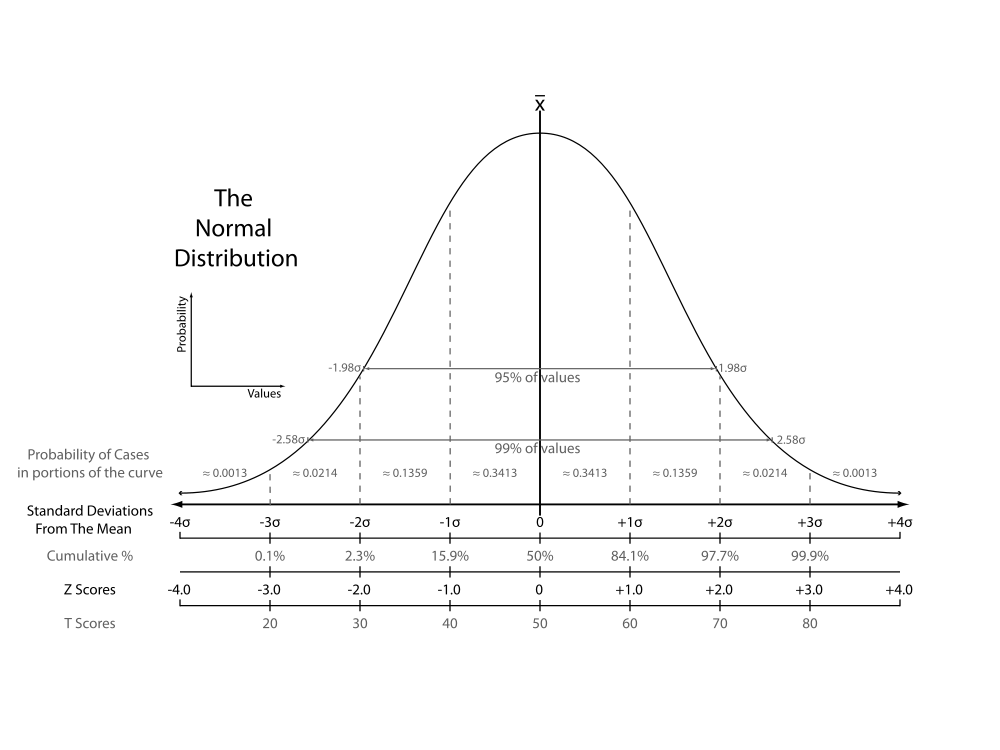 x̅
The
Normal
Distribution
Probability
Values
-1.98σ
1.98σ
95% of values
-2.58σ
2.58σ
99% of values
Probability of Cases
in portions of the curve
≈ 0.0013 ≈ 0.0214 ≈ 0.1359 ≈ 0.3413 ≈ 0.3413 ≈ 0.1359 ≈ 0.0214 ≈ 0.0013
Standard Deviations
From The Mean
-4σ -3σ -2σ -1σ 0 +1σ +2σ +3σ +4σ
Cumulative % 0.1% 2.3% 15.9% 50% 84.1% 97.7% 99.9%
Z Scores -4.0 -3.0 -2.0 -1.0 0 +1.0 +2.0 +3.0 +4.0
T Scores 20 30 40 50 60 70 80